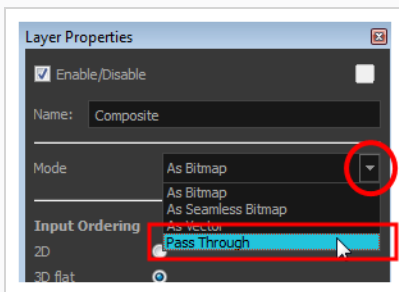 Layer Properties
Enable/Disable
Name: Composite
Mode As Bitmap
As Bitmap
As Seamless Bitmap
Input Ordering As Vector
2D Pass Through
3D flat